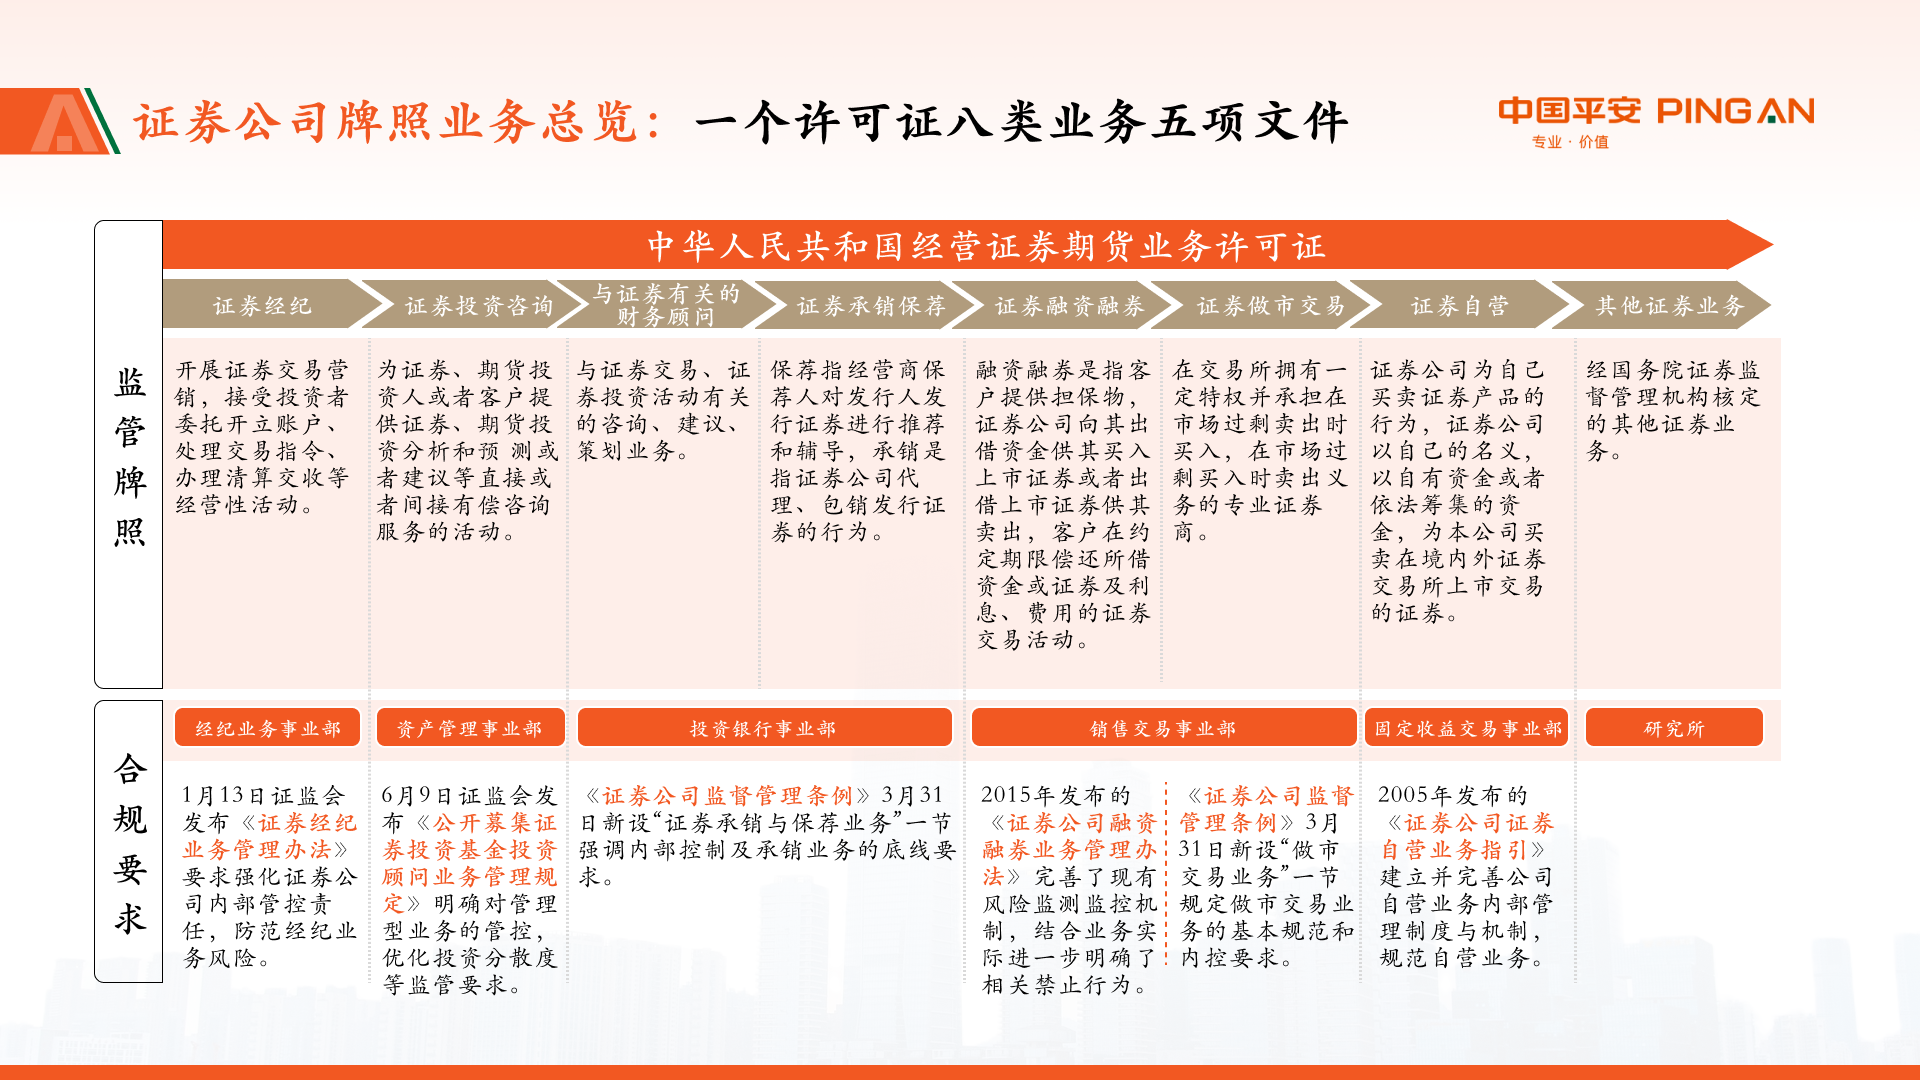 证券公司牌照业务总览：一个许可证八类业务五项文件
中国平安 PING AN
专业·价值
监管牌照
中华人民共和国经营证券期货业务许可证
证券经纪
证券投资咨询
与证券有关的
财务顾问
证券承销保荐
证券融资融券
证券做市交易
证券自营
其他证券业务
开展证券交易营
销，接受投资者
委托开立账户、
处理交易指令、
办理清算交收等
经营性活动。
为证券、期货投
资人或者客户提
供证券、期货投
资分析和预 测或
者建议等直接或
者间接有偿咨询
服务的活动。
与证券交易、证
券投资活动有关
的咨询、建议、
策划业务。
保荐指经营商保
荐人对发行人发
行证券进行推荐
和辅导，承销是
指证券公司代
理、包销发行证
券的行为。
融资融券是指客
户提供担保物，
证券公司向其出
借资金供其买入
上市证券或者出
借上市证券供其
卖出，客户在约
定期限偿还所借
资金或证券及利
息、费用的证券
交易活动。
在交易所拥有一
定特权并承担在
市场过剩卖出时
买入，在市场过
剩买入时卖出义
务的专业证券
商。
证券公司为自己
买卖证券产品的
行为，证券公司
以自己的名义，
以自有资金或者
依法筹集的资
金，为本公司买
卖在境内外证券
交易所上市交易
的证券。
经国务院证券监
督管理机构核定
的其他证券业
务。
合规要求
经纪业务事业部
资产管理事业部
投资银行事业部
销售交易事业部
固定收益交易事业部
研究所
1月13日证监会
发布《证券经纪
业务管理办法》
要求强化证券公
司内部管控责
任，防范经纪业
务风险。
6月9日证监会发
布《公开募集证
券投资基金投资
顾问业务管理规
定》明确对管理
型业务的管控，
优化投资分散度
等监管要求。
《证券公司监督管理条例》3月31
日新设“证券承销与保荐业务”一节
强调内部控制及承销业务的底线要
求。
2015年发布的
《证券公司融资
融券业务管理办
法》完善了现有
风险监测监控机
制，结合业务实
际进一步明确了
相关禁止行为。
《证券公司监督
管理条例》3月
31日新设“做市
交易业务”一节
规定做市交易业
务的基本规范和
内控要求。
2005年发布的
《证券公司证券
自营业务指引》
建立并完善公司
自营业务内部管
理制度与机制，
规范自营业务。